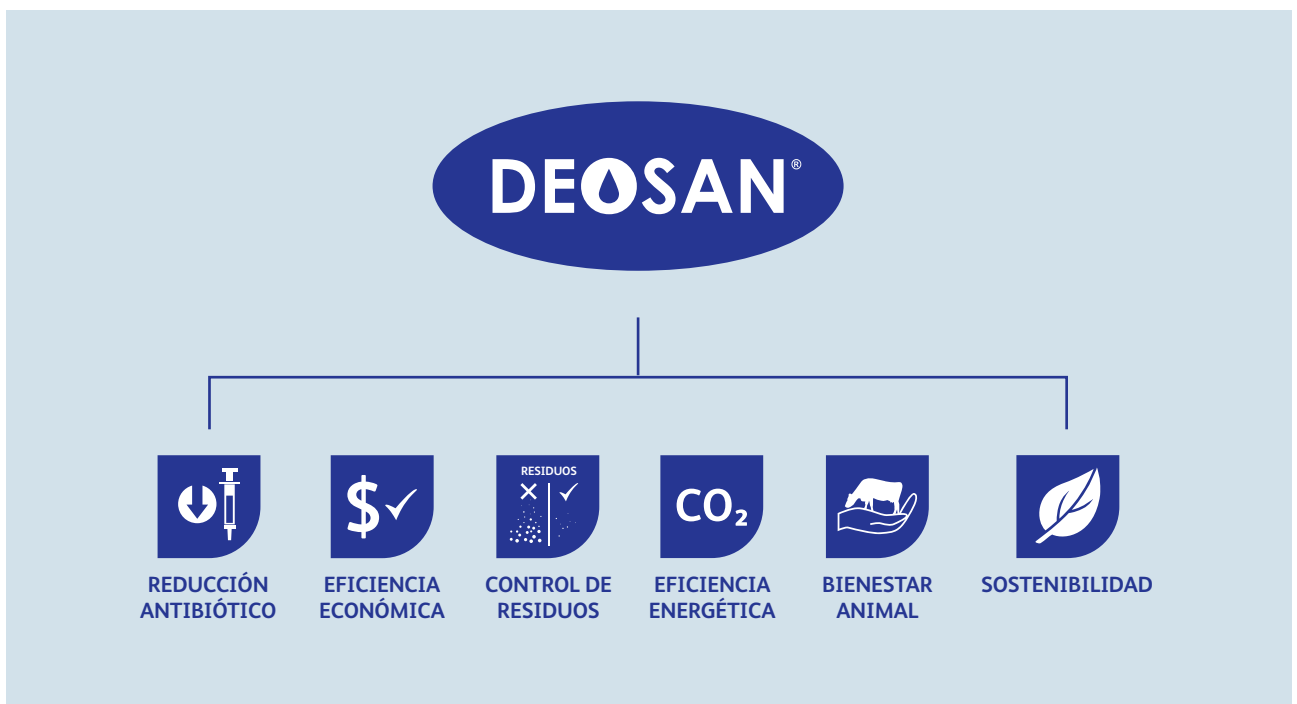 DEOSAN®
RESIDUOS
$
CO₂
REDUCCIÓN
ANTIBIÓTICO
EFICIENCIA
ECONÓMICA
CONTROL DE
RESIDUOS
EFICIENCIA
ENERGÉTICA
BIENESTAR
ANIMAL
SOSTENIBILIDAD